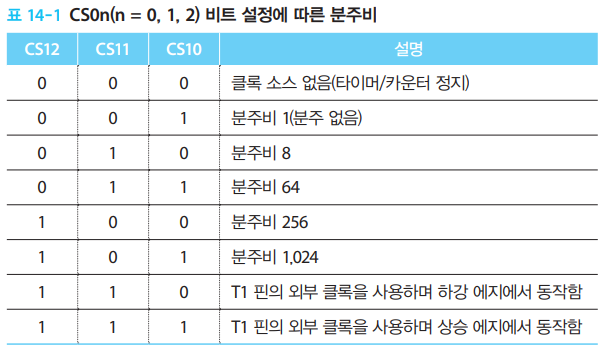 표 14-1 CS0n(n = 0, 1, 2) 비트 설정에 따른 분주비
CS12 CS11 CS10 설명
0 0 0 클록 소스 없음(타이머/카운터 정지)
0 0 1 분주비 1(분주 없음)
0 1 0 분주비 8
0 1 1 분주비 64
1 0 0 분주비 256
1 0 1 분주비 1,024
1 1 0 T1 핀의 외부 클록을 사용하며 하강 에지에서 동작함
1 1 1 T1 핀의 외부 클록을 사용하며 상승 에지에서 동작함